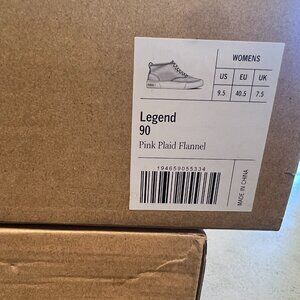 WOMENS
US EU UK
9.5 40.5 7.5
Legend
90
Pink Plaid Flannel
194659055334
MADE IN CHINA